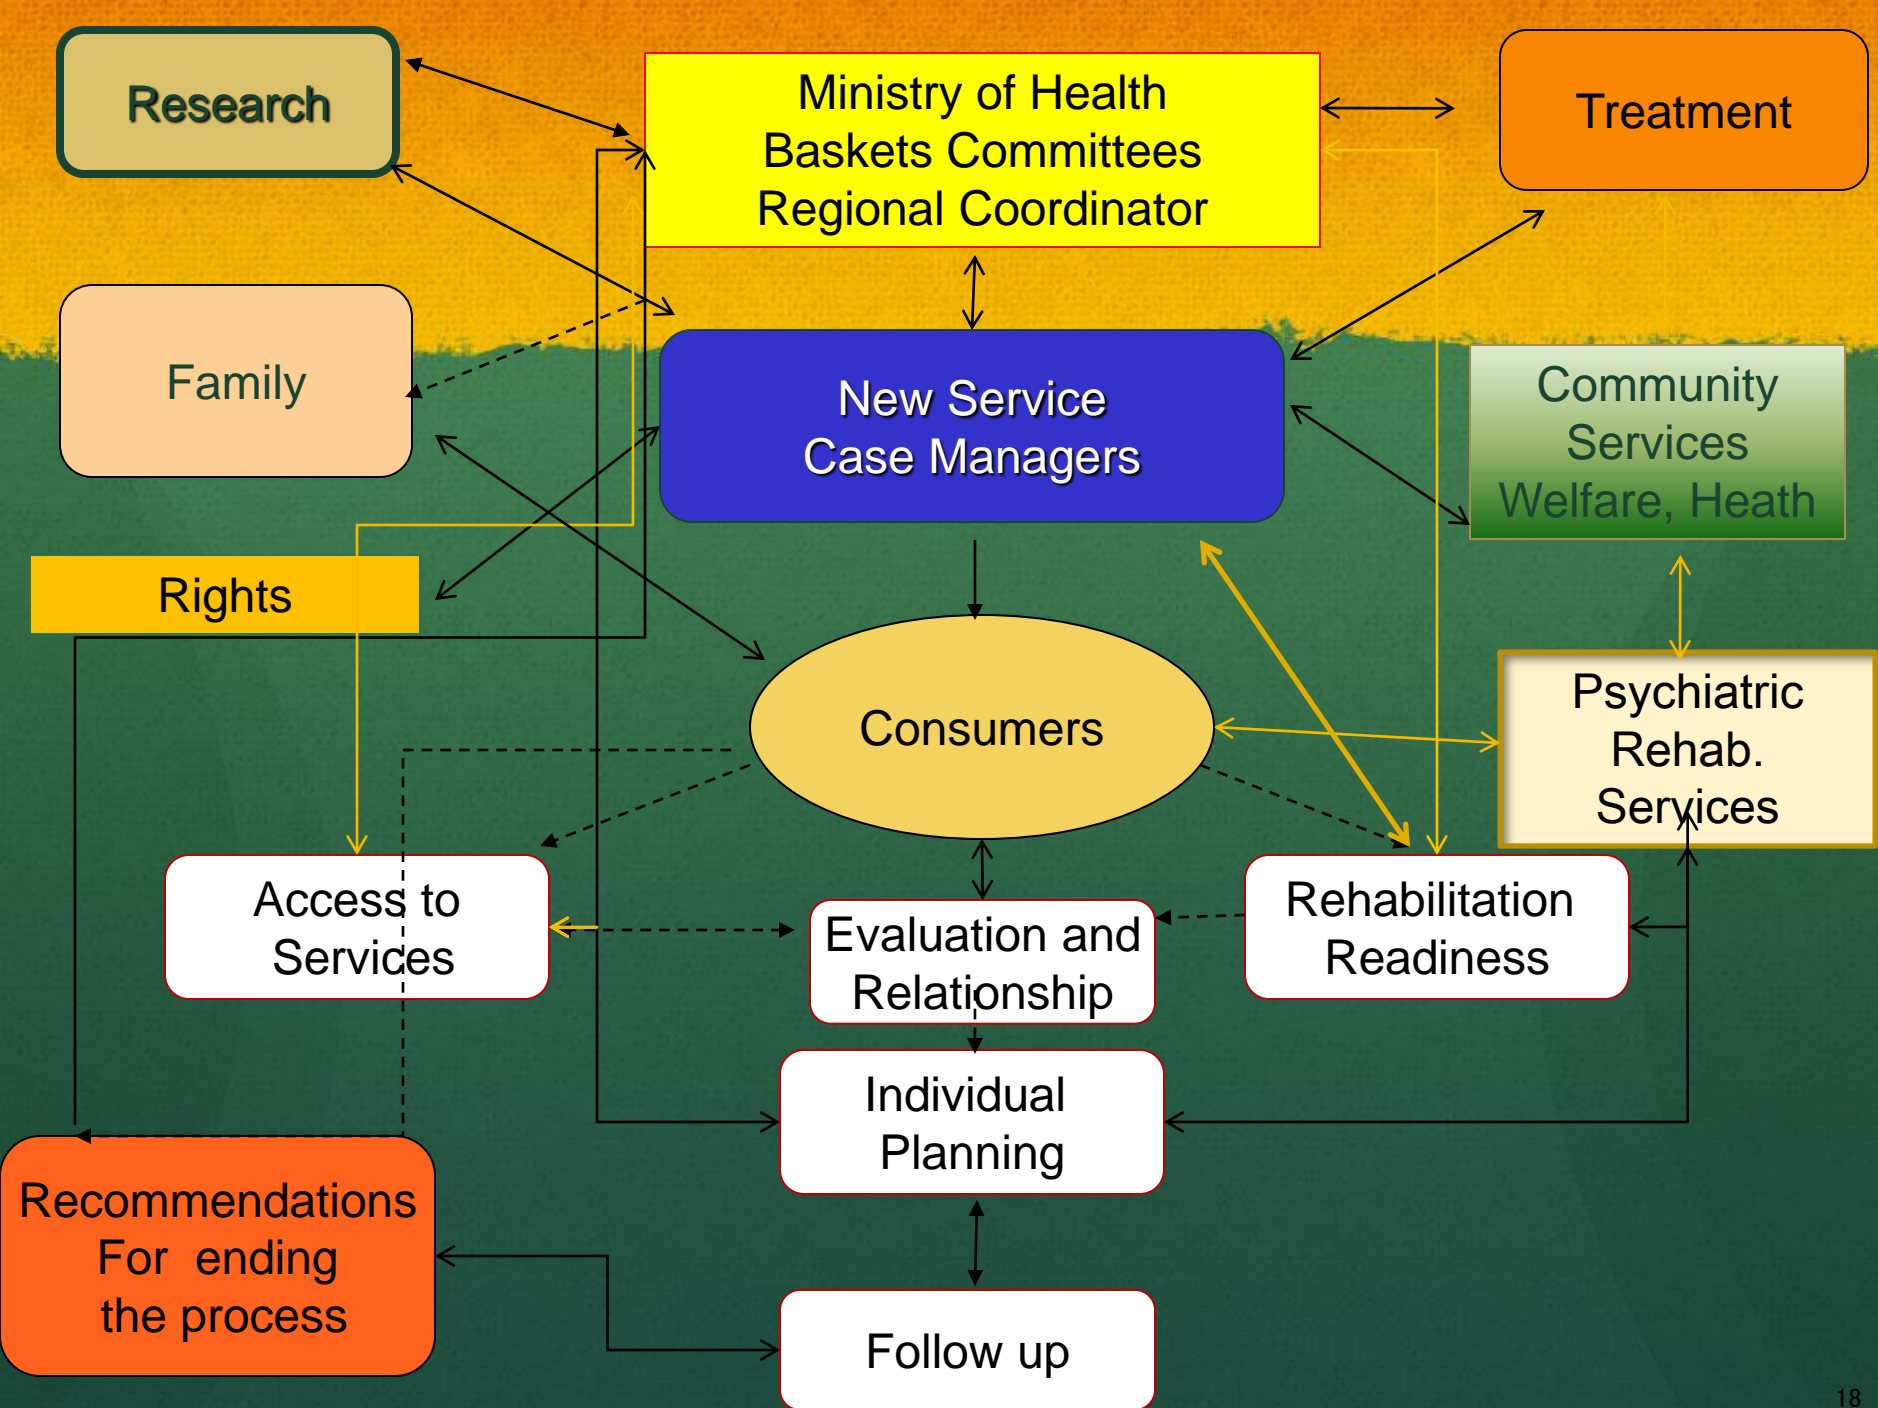 Research
Ministry of Health
Baskets Committees
Regional Coordinator
Treatment
Family
New Service
Case Managers
Community
Services
Welfare, Heath
Rights
Consumers
Psychiatric
Rehab.
Services
Access to
Services
Evaluation and
Relationship
Rehabilitation
Readiness
Individual
Planning
Recommendations
For ending
the process
Follow up
18